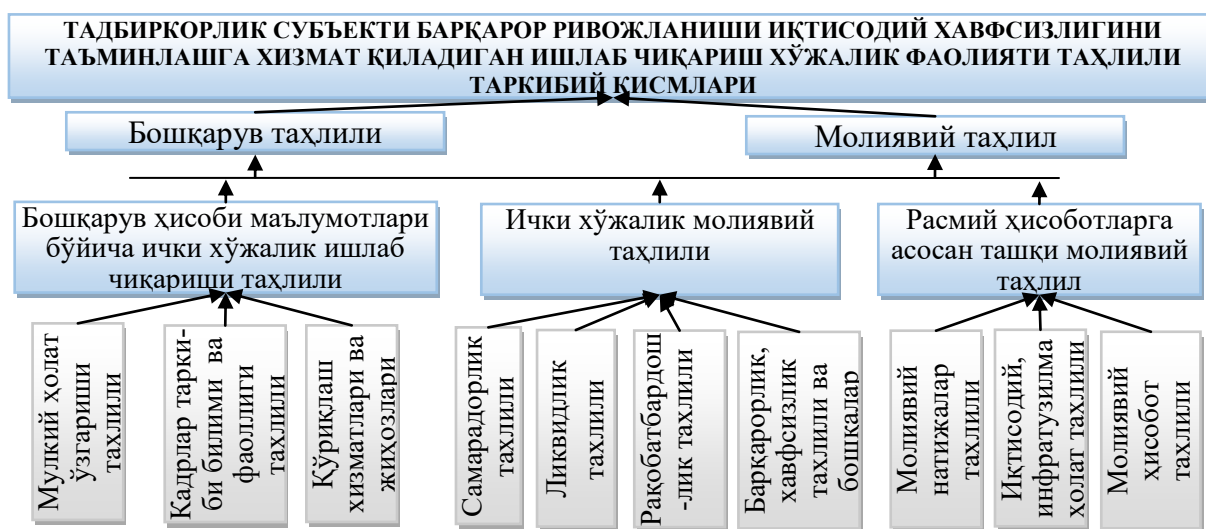 ТАДБИРКОРЛИК СУБЪЕКТИ БАРҚАРОР РИВОЖЛАНИШИ ИҚТИСОДИЙ ХАВФСИЗЛИГИНИ
ТАЪМИНЛАШГА ХИЗМАТ ҚИЛАДИГАН ИШЛАБ ЧИҚАРИШ ХЎЖАЛИК ФАОЛИЯТИ ТАҲЛИЛИ
ТАРКИБИЙ ҚИСМЛАРИ
Бошқарув таҳлили
Молиявий таҳлил
Бошқарув ҳисоби маълумотлари
бўйича ички хўжалик ишлаб
чиқариши таҳлили
Ички хўжалик молиявий
таҳлили
Расмий ҳисоботларга
асосан ташқи молиявий
таҳлил
Мулкий ҳолат
ўзгариши
таҳлили
Кадрлар тарки-
би билими ва
фаоллиги
таҳлили
Қўриқлаш
хизматлари ва
жиҳозлари
Самарадорлик
таҳлили
Ликвидлик
таҳлили
Рақобатбардош
-лик таҳлили
Барқарорлик,
хавфсизлик
таҳлили ва
бошқалар
Молиявий
натижалар
таҳлили
Иқтисодий,
инфратузилма
ҳолат таҳлили
Молиявий
ҳисобот
таҳлили